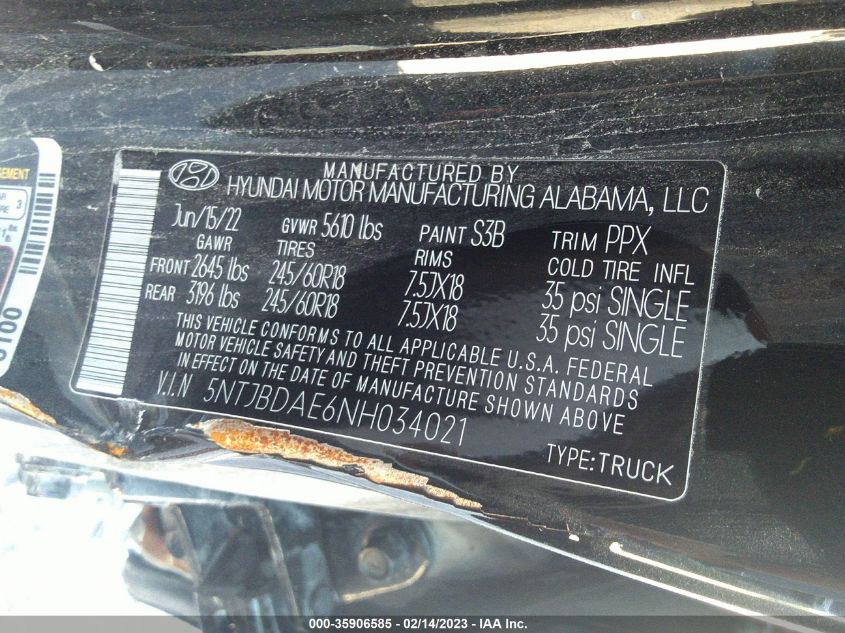 EMENT
3
5100
MANUFACTURED BY
HYUNDAI MOTOR MANUFACTURING ALABAMA, LLC
Jun/15/22 GVWR 5610 lbs PAINT S3B TRIM PPX
GAWR TIRES RIMS COLD TIRE INFL
FRONT 2645 lbs 245/60R18 7.5JX18 35 psi SINGLE
REAR 3196 lbs 245/60R18 7.5JX18 35 psi SINGLE
THIS VEHICLE CONFORMS TO ALL APPLICABLE U.S.A. FEDERAL
MOTOR VEHICLE SAFETY AND THEFT PREVENTION STANDARDS
IN EFFECT ON THE DATE OF MANUFACTURE SHOWN ABOVE
V.I.N 5NTJBDAE6NH034021
TYPE:TRUCK
000-35906585 - 02/14/2023 - IAA Inc.